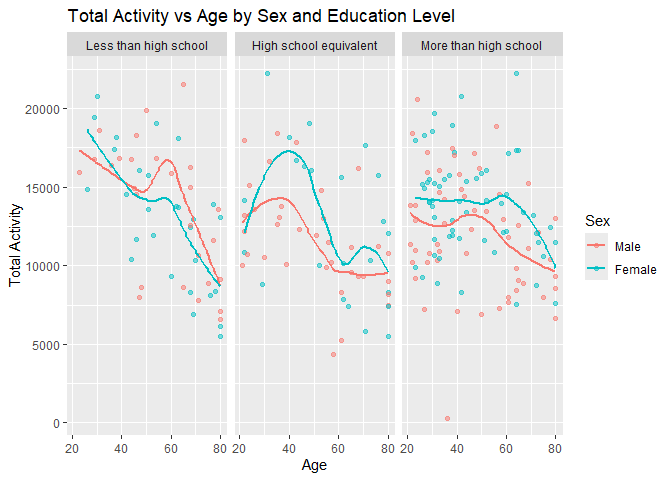 Total Activity vs Age by Sex and Education Level
Less than high school
High school equivalent
More than high school
Total Activity
20000
15000
10000
5000
0
20 40 60 80
20 40 60 80
20 40 60 80
Age
Sex
Male
Female